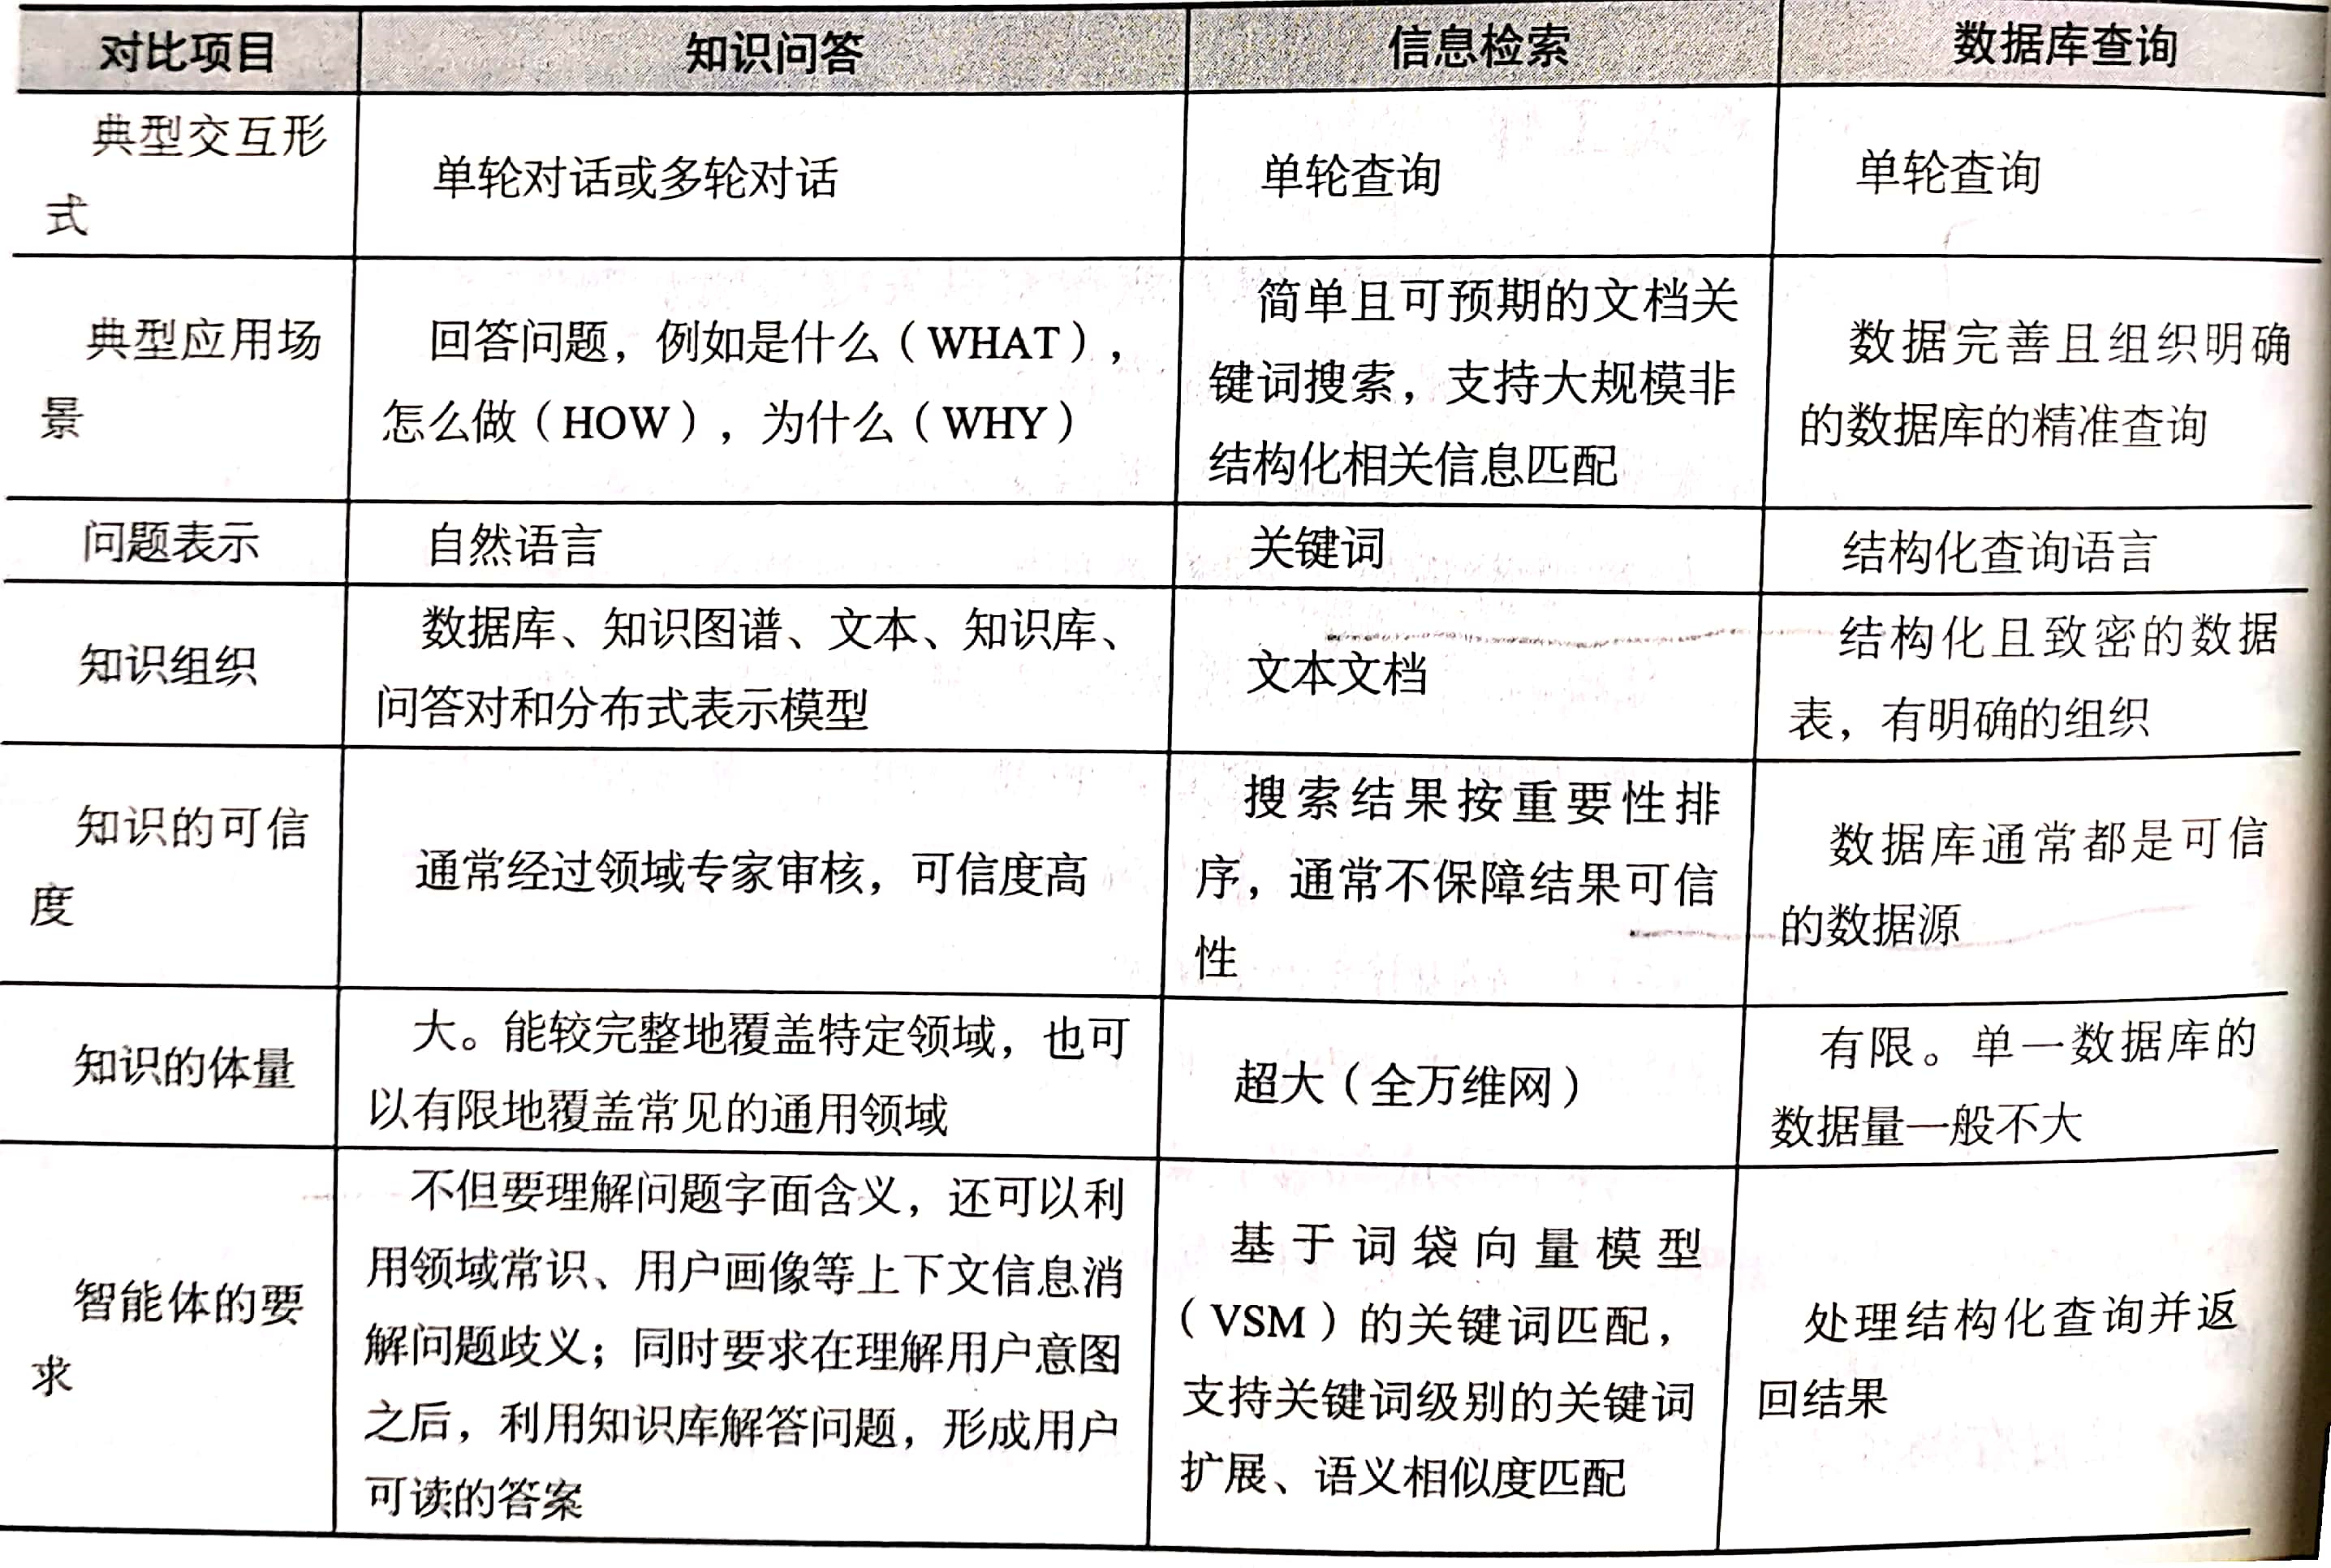 对比项目 知识问答 信息检索 数据库查询
典型交互形
式
单轮对话或多轮对话
单轮查询
单轮查询
典型应用场
景
回答问题，例如是什么（WHAT），
怎么做（HOW），为什么（WHY）
简单且可预期的文档关
键词搜索，支持大规模非
结构化相关信息匹配
数据完善且组织明确
的数据库的精准查询
问题表示
自然语言
关键词
结构化查询语言
知识组织
数据库、知识图谱、文本、知识库、
问答对和分布式表示模型
文本文档
结构化且致密的数据
表，有明确的组织
知识的可信
度
通常经过领域专家审核，可信度高
搜索结果按重要性排
序，通常不保障结果可信
性
数据库通常都是可信
的数据源
知识的体量
大。能较完整地覆盖特定领域，也可
以有限地覆盖常见的通用领域
超大（全万维网）
有限。单一数据库的
数据量一般不大
智能体的要
求
不但要理解问题字面含义，还可以利
用领域常识、用户画像等上下文信息消
解问题歧义；同时要求在理解用户意图
之后，利用知识库解答问题，形成用户
可读的答案
基于词袋向量模型
（VSM）的关键词匹配，
支持关键词级别的关键词
扩展、语义相似度匹配
处理结构化查询并返
回结果